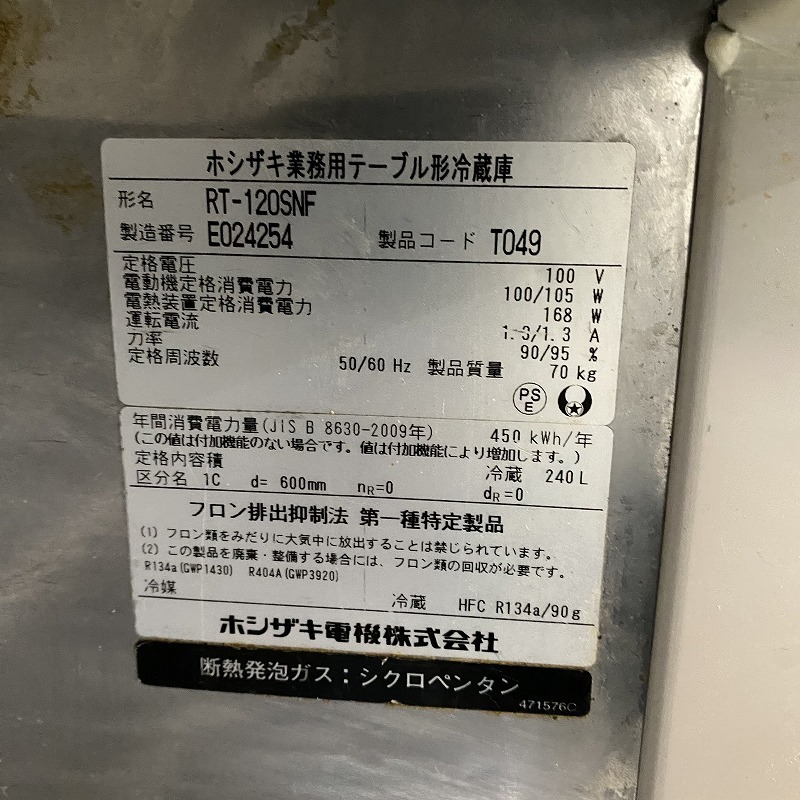 ホシザキ業務用テーブル形冷蔵庫
形名 RT-120SNF
製造番号 E024254 製品コード T049
定格電圧 100 V
電動機定格消費電力 100/105 W
電熱装置定格消費電力 168 W
運転電流 /1.3 A
力率 90/95 %
定格周波数 50/60 Hz 製品質量 70 kg
PS
E
年間消費電力量(JIS B 8630-2009年) 450 kWh/年
(この値は付加機能のない場合です。値は付加機能により増加します。)
定格内容積 冷蔵 240 L
区分名 1C d= 600mm nR=0 dR=0
フロン排出抑制法 第一種特定製品
(1) フロン類をみだりに大気中に放出することは禁じられています。
(2) この製品を廃棄・整備する場合には、フロン類の回収が必要です。
R134a(GWP1430) R404A(GWP3920)
冷媒 冷蔵 HFC R134a/90g
ホシザキ電機株式会社
断熱発泡ガス：シクロペンタン
471576C